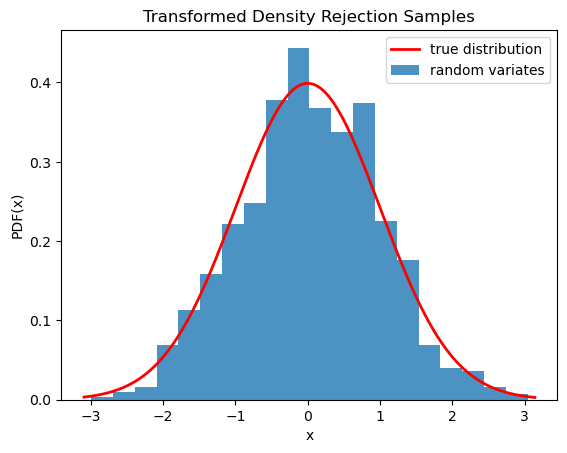 Transformed Density Rejection Samples
true distribution
random variates
PDF(x)
0.4
0.3
0.2
0.1
0.0
−3
−2
−1
0
1
2
3
x